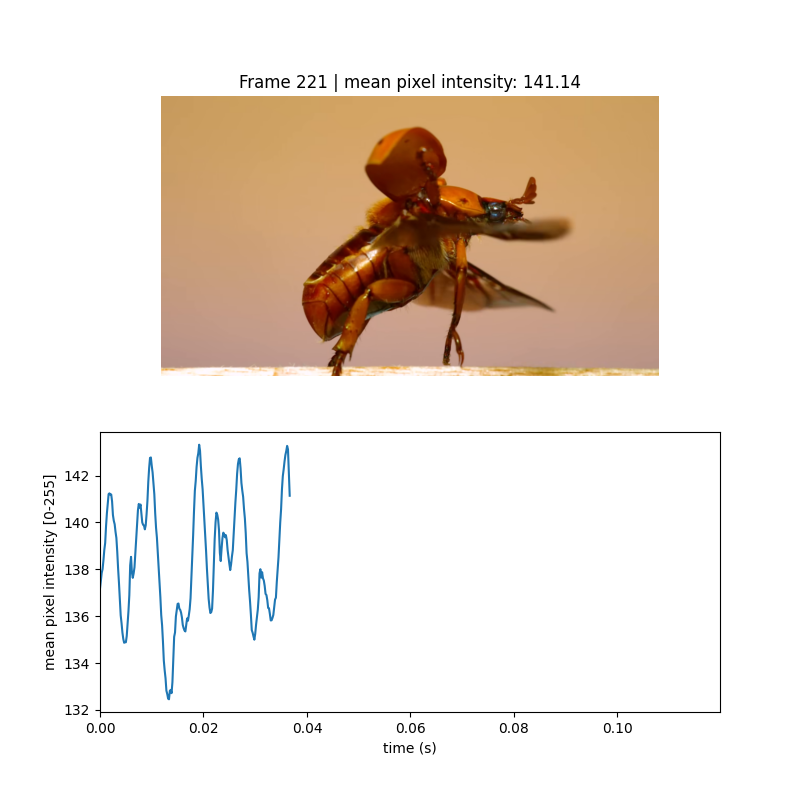 Frame 221 | mean pixel intensity: 141.14
142
140
138
136
134
132
mean pixel intensity [0-255]
0.00 0.02 0.04 0.06 0.08 0.10
time (s)